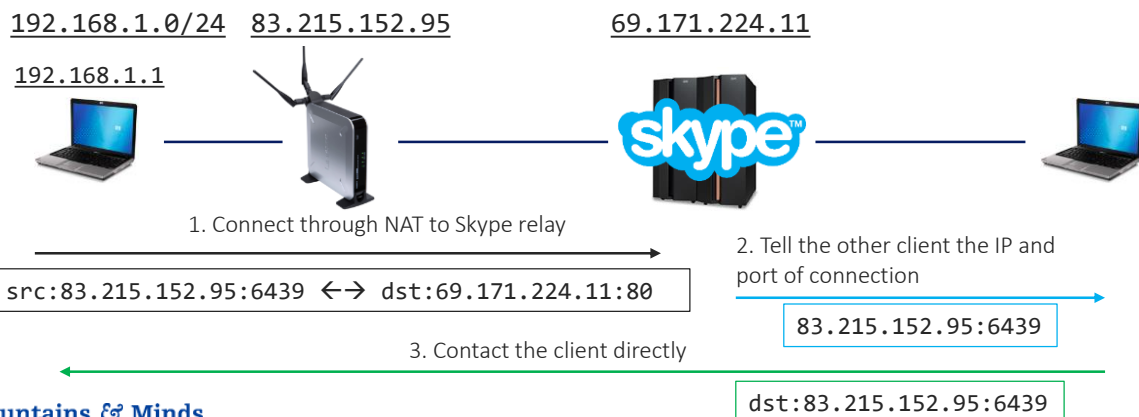 192.168.1.0/24 83.215.152.95 69.171.224.11
192.168.1.1
skype™
1. Connect through NAT to Skype relay
2. Tell the other client the IP and
port of connection
src:83.215.152.95:6439 ←→ dst:69.171.224.11:80
83.215.152.95:6439
3. Contact the client directly
dst:83.215.152.95:6439
& Minds